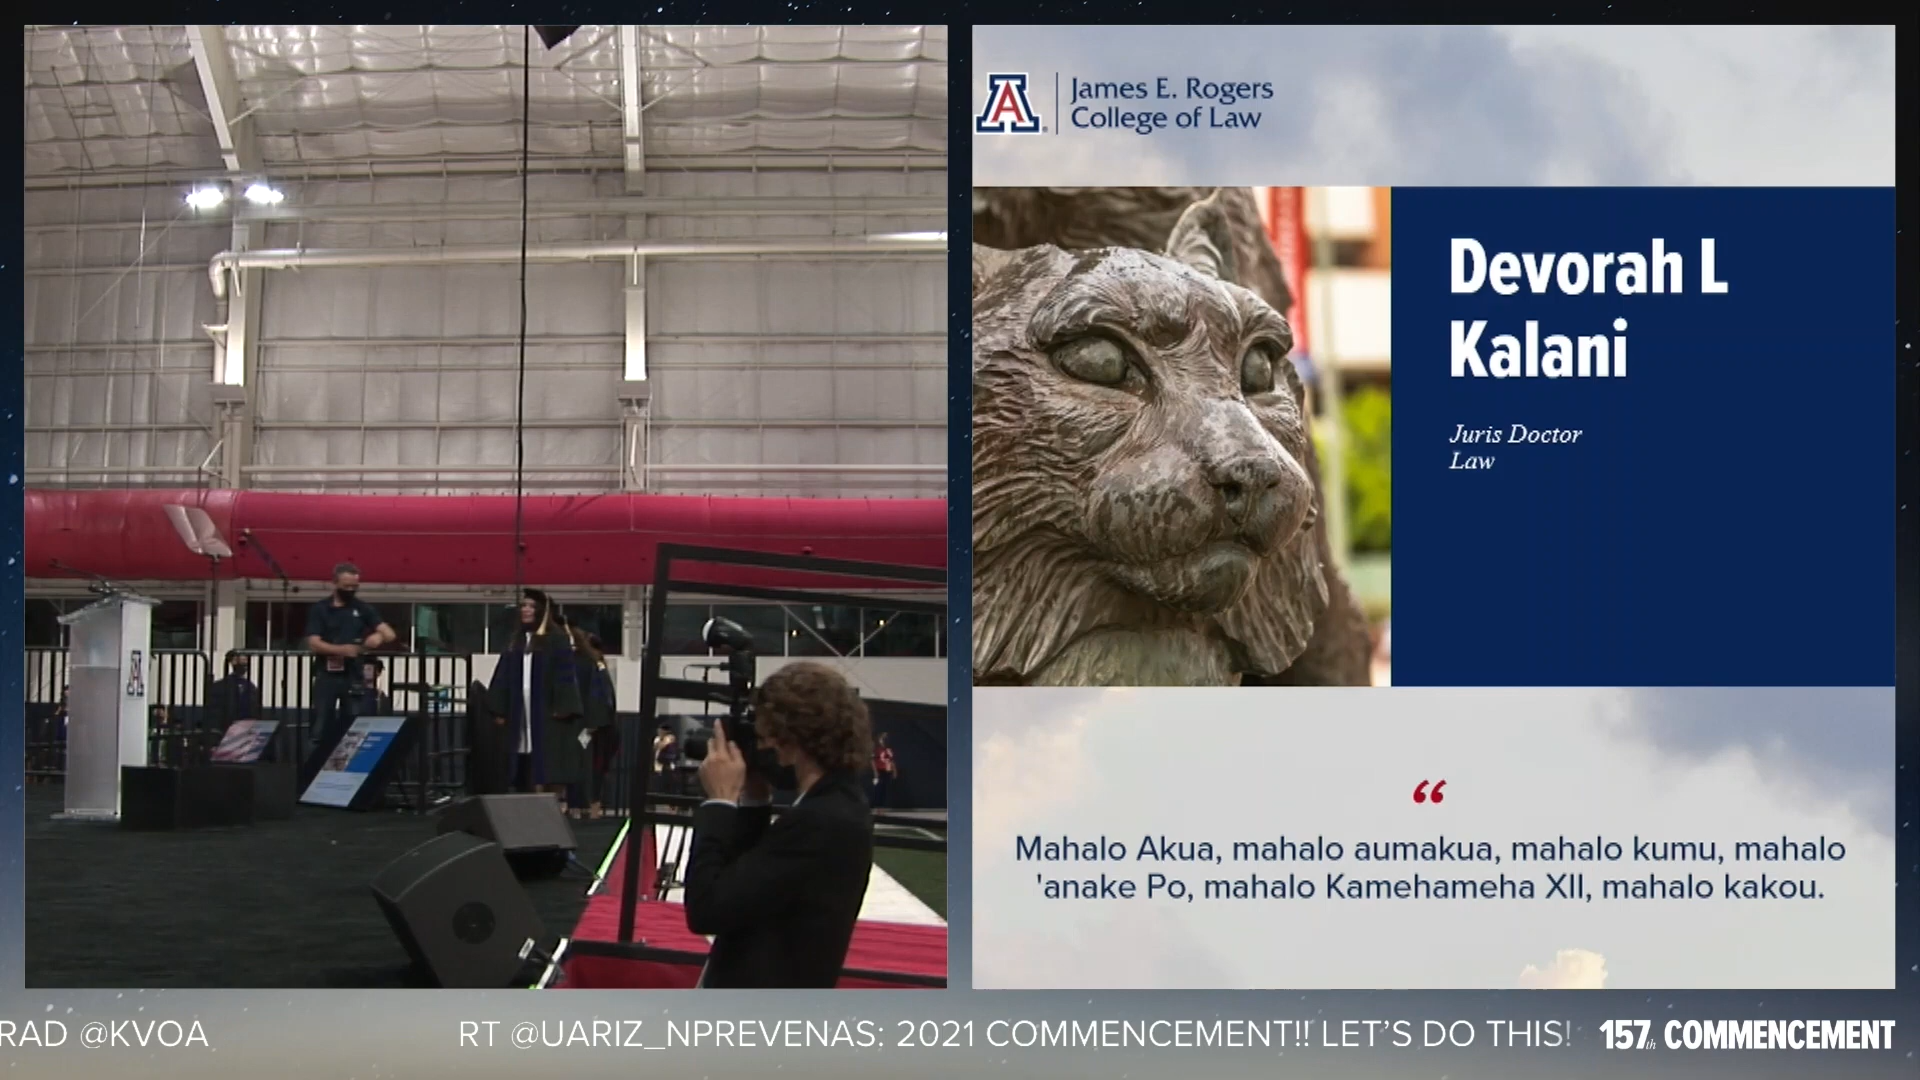 James E. Rogers
College of Law
Devorah L
Kalani
Juris Doctor
Law
“
Mahalo Akua, mahalo aumakua, mahalo kumu, mahalo
'anake Po, mahalo Kamehameha XII, mahalo kakou.
RAD @KVOA RT @UARIZ_NPREVENAS: 2021 COMMENCEMENT!! LET’S DO THIS!
157th COMMENCEMENT
A
A